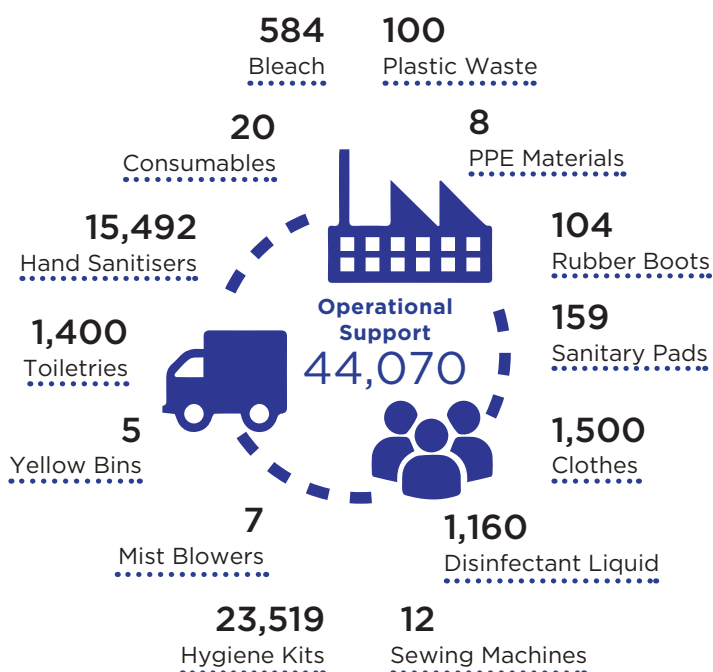 584
Bleach
100
Plastic Waste
20
Consumables
8
PPE Materials
15,492
Hand Sanitisers
104
Rubber Boots
Operational
Support
44,070
1,400
Toiletries
159
Sanitary Pads
5
Yellow Bins
1,500
Clothes
7
Mist Blowers
1,160
Disinfectant Liquid
23,519
Hygiene Kits
12
Sewing Machines